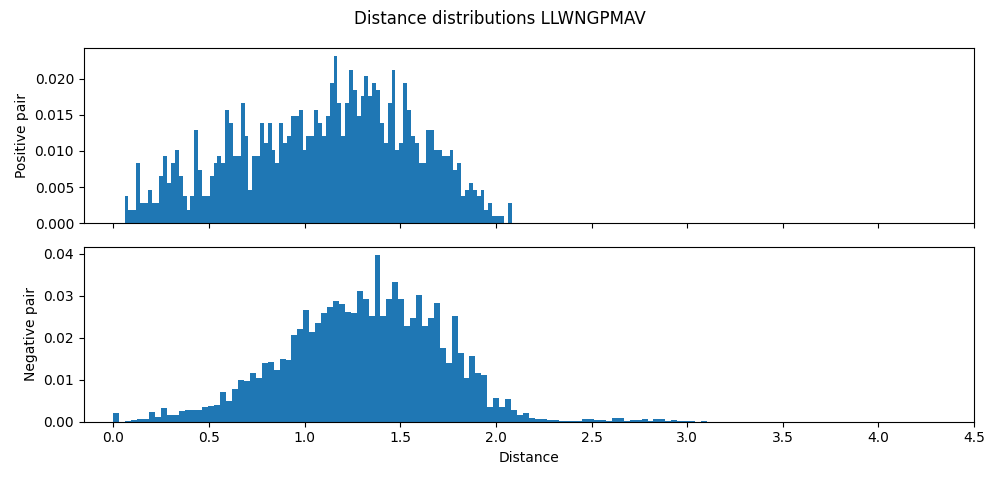 Distance distributions LLWNGPMAV
Positive pair
0.020
0.015
0.010
0.005
0.000
Negative pair
0.04
0.03
0.02
0.01
0.00
0.0 0.5 1.0 1.5 2.0 2.5 3.0 3.5 4.0 4.5
Distance